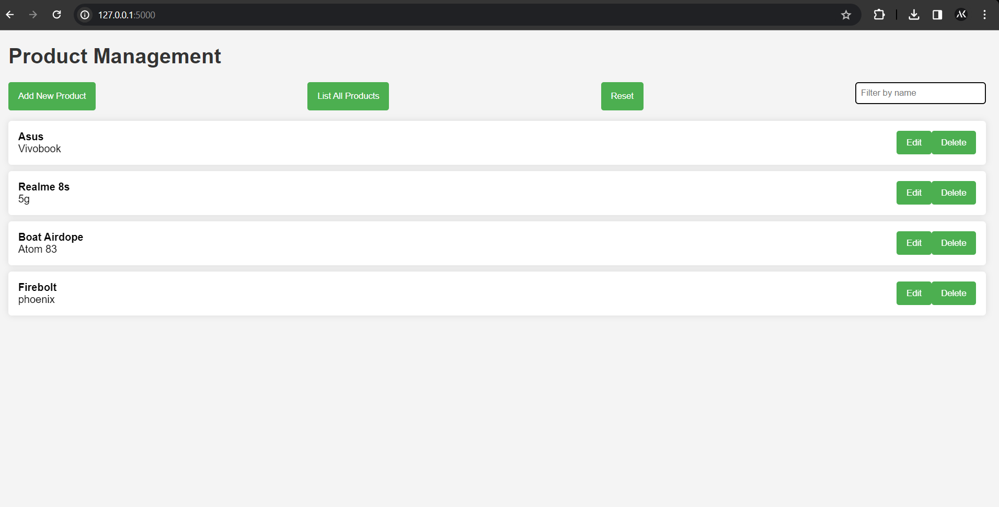 127.0.0.1:5000
AK
Product Management
Add New Product List All Products Reset Filter by name
Asus
Vivobook
Edit Delete
Realme 8s
5g
Edit Delete
Boat Airdope
Atom 83
Edit Delete
Firebolt
phoenix
Edit Delete